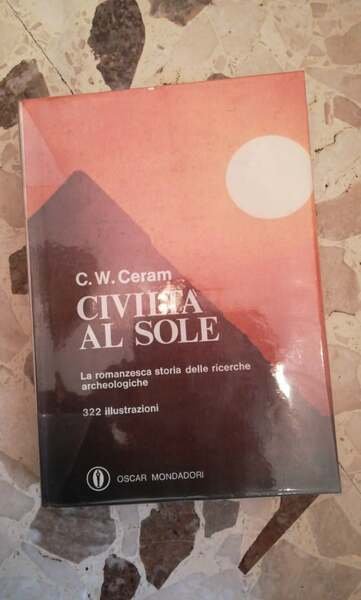 C. W. Ceram
CIVILTÀ
AL SOLE
La romanzesca storia delle ricerche
archeologiche
322 illustrazioni
OSCAR MONDADORI